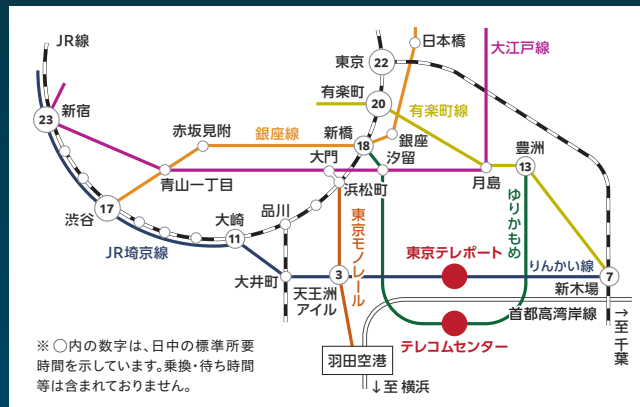 JR線
日本橋
東京
22
大江戸線
有楽町
20
有楽町線
23
新宿
赤坂見附
銀座線
新橋
18
銀座
汐留
大門
豊洲
13
青山一丁目
浜松町
月島
渋谷
17
品川
大崎
11
東京モノレール
ゆりかもめ
JR埼京線
東京テレポート
りんかい線
大井町
3
7
天王洲
アイル
新木場
首都高湾岸線
テレコムセンター
→至 千葉
羽田空港
↓至 横浜
※ ○内の数字は、日中の標準所要
時間を示しています。乗換・待ち時間
等は含まれておりません。